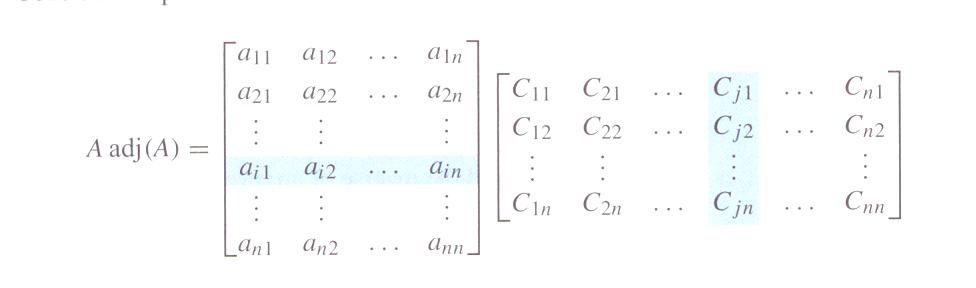 a11 a12 ... a1n
a21 a22 ... a2n
⋮ ⋮ ⋮
A adj(A) =
ai1 ai2 ... ain
⋮ ⋮ ⋮
an1 an2 ... ann
C11 C21 ... Cj1 ... Cn1
C12 C22 ... Cj2 ... Cn2
⋮ ⋮ ⋮ ⋮
C1n C2n ... Cjn ... Cnn